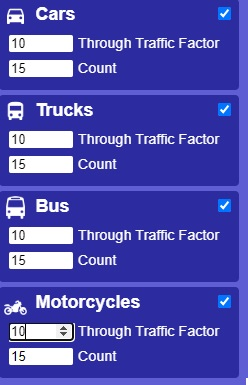 Cars
10 Through Traffic Factor
15 Count
Trucks
10 Through Traffic Factor
15 Count
Bus
10 Through Traffic Factor
15 Count
Motorcycles
10 Through Traffic Factor
15 Count